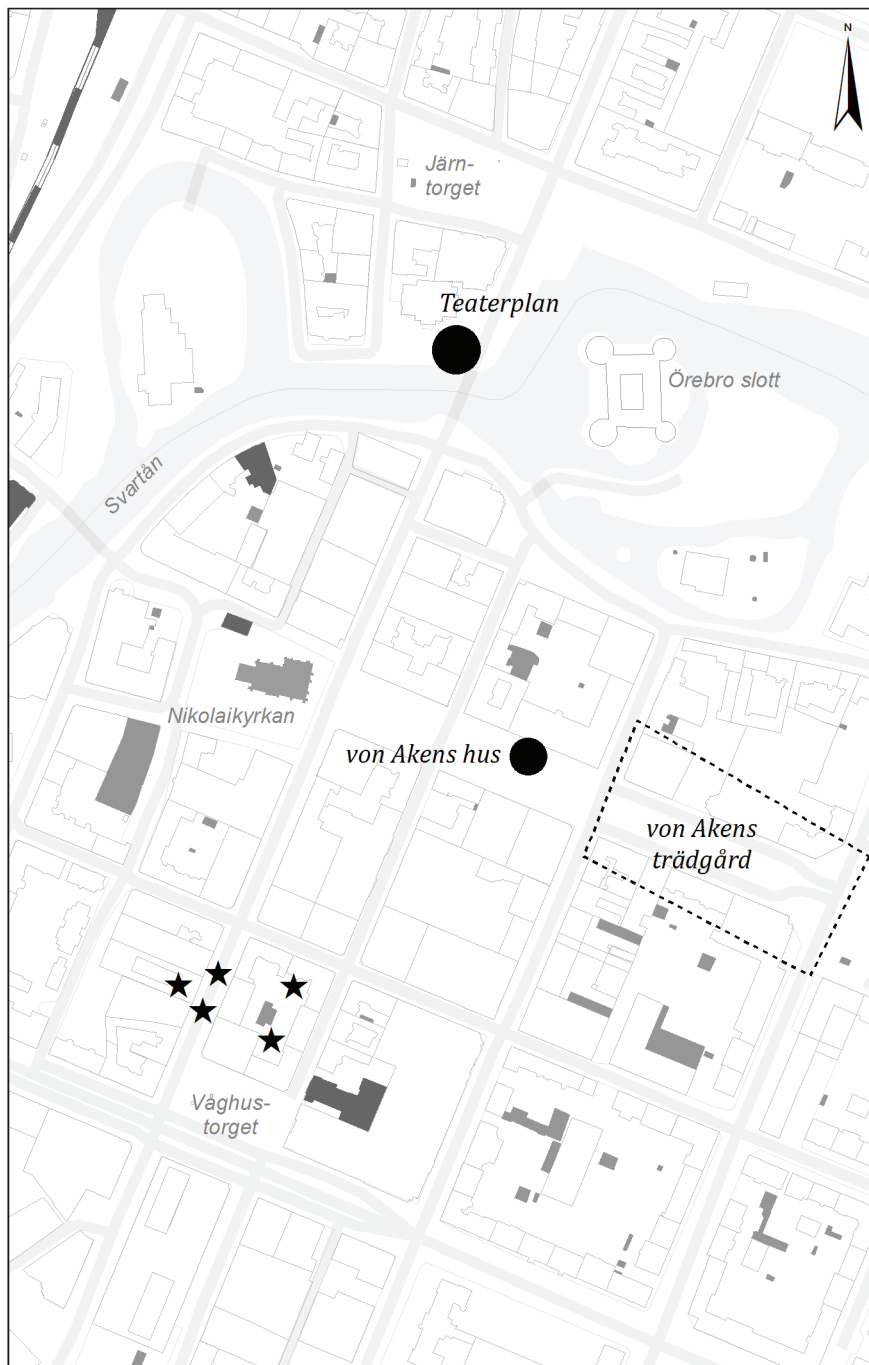 N
Järn-
torget
Teaterplan
Örebro slott
Svartån
Nikolaikyrkan
von Akens hus
von Akens
trädgård
Våghus-
torget